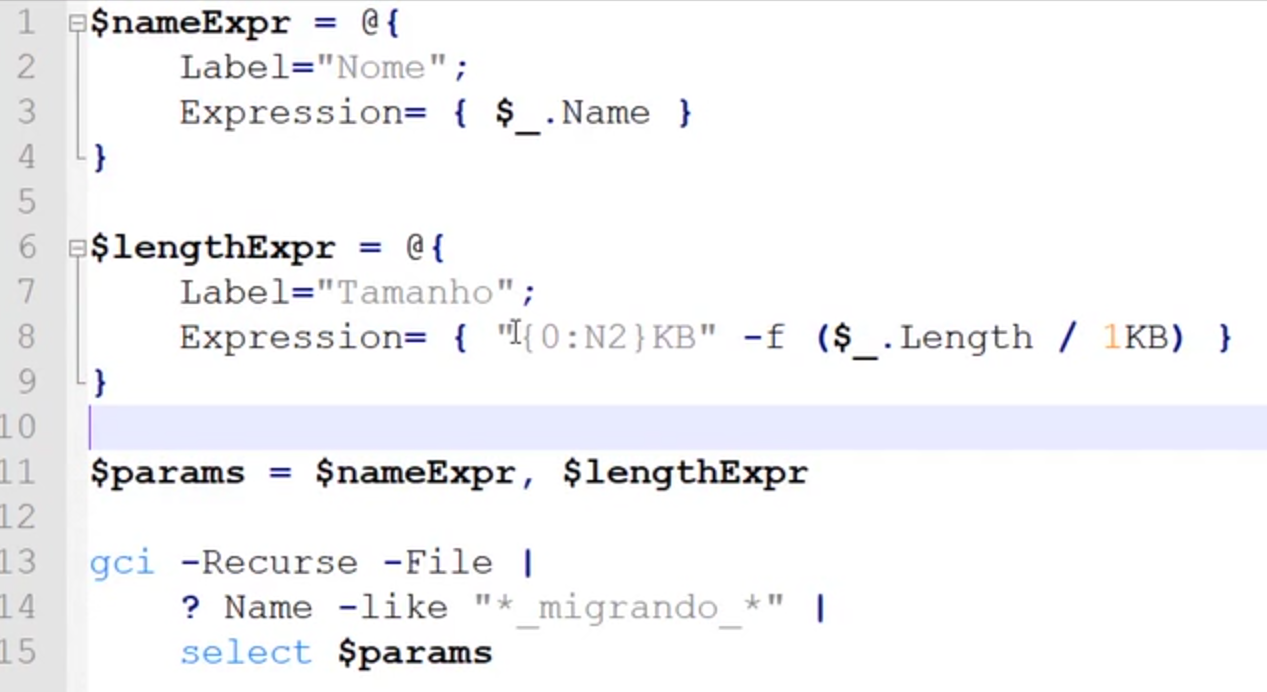 1 $nameExpr = @{
2 Label="Nome";
3 Expression= { $_.Name }
4 }
5
6 $lengthExpr = @{
7 Label="Tamanho";
8 Expression= { "{0:N2}KB" -f ($_.Length / 1KB) }
9 }
10
11 $params = $nameExpr, $lengthExpr
12
13 gci -Recurse -File |
14 ? Name -like "*_migrando_*" |
15 select $params